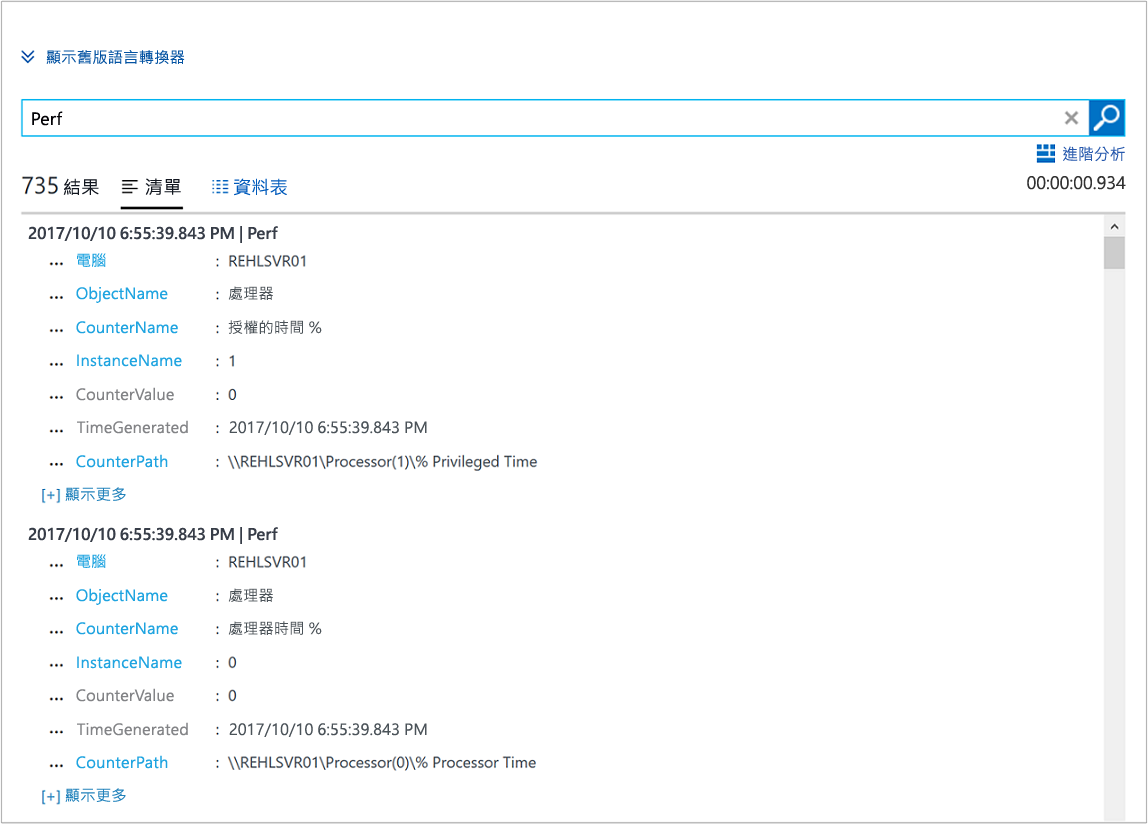 顯示舊版語言轉換器
Perf
進階分析
735 結果 清單 資料表 00:00:00.934
2017/10/10 6:55:39.843 PM | Perf
... 電腦 : REHLSVR01
... ObjectName : 處理器
... CounterName : 授權的時間 %
... InstanceName : 1
... CounterValue : 0
... TimeGenerated : 2017/10/10 6:55:39.843 PM
... CounterPath : \\REHLSVR01\Processor(1)\% Privileged Time
[+] 顯示更多
2017/10/10 6:55:39.843 PM | Perf
... 電腦 : REHLSVR01
... ObjectName : 處理器
... CounterName : 處理器時間 %
... InstanceName : 0
... CounterValue : 0
... TimeGenerated : 2017/10/10 6:55:39.843 PM
... CounterPath : \\REHLSVR01\Processor(0)\% Processor Time
[+] 顯示更多